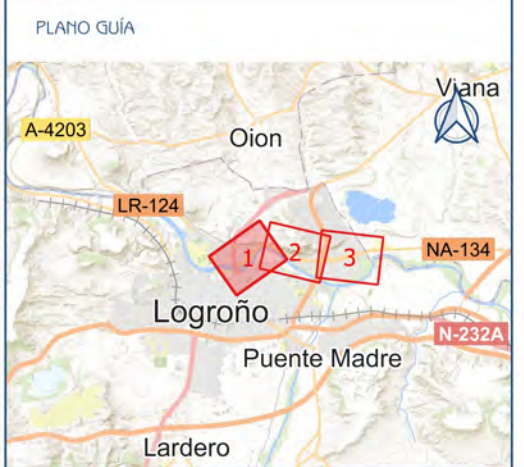 PLANO GUÍA
Viana
A-4203
Oion
LR-124
1
2
3
NA-134
Logroño
N-232A
Puente Madre
Lardero